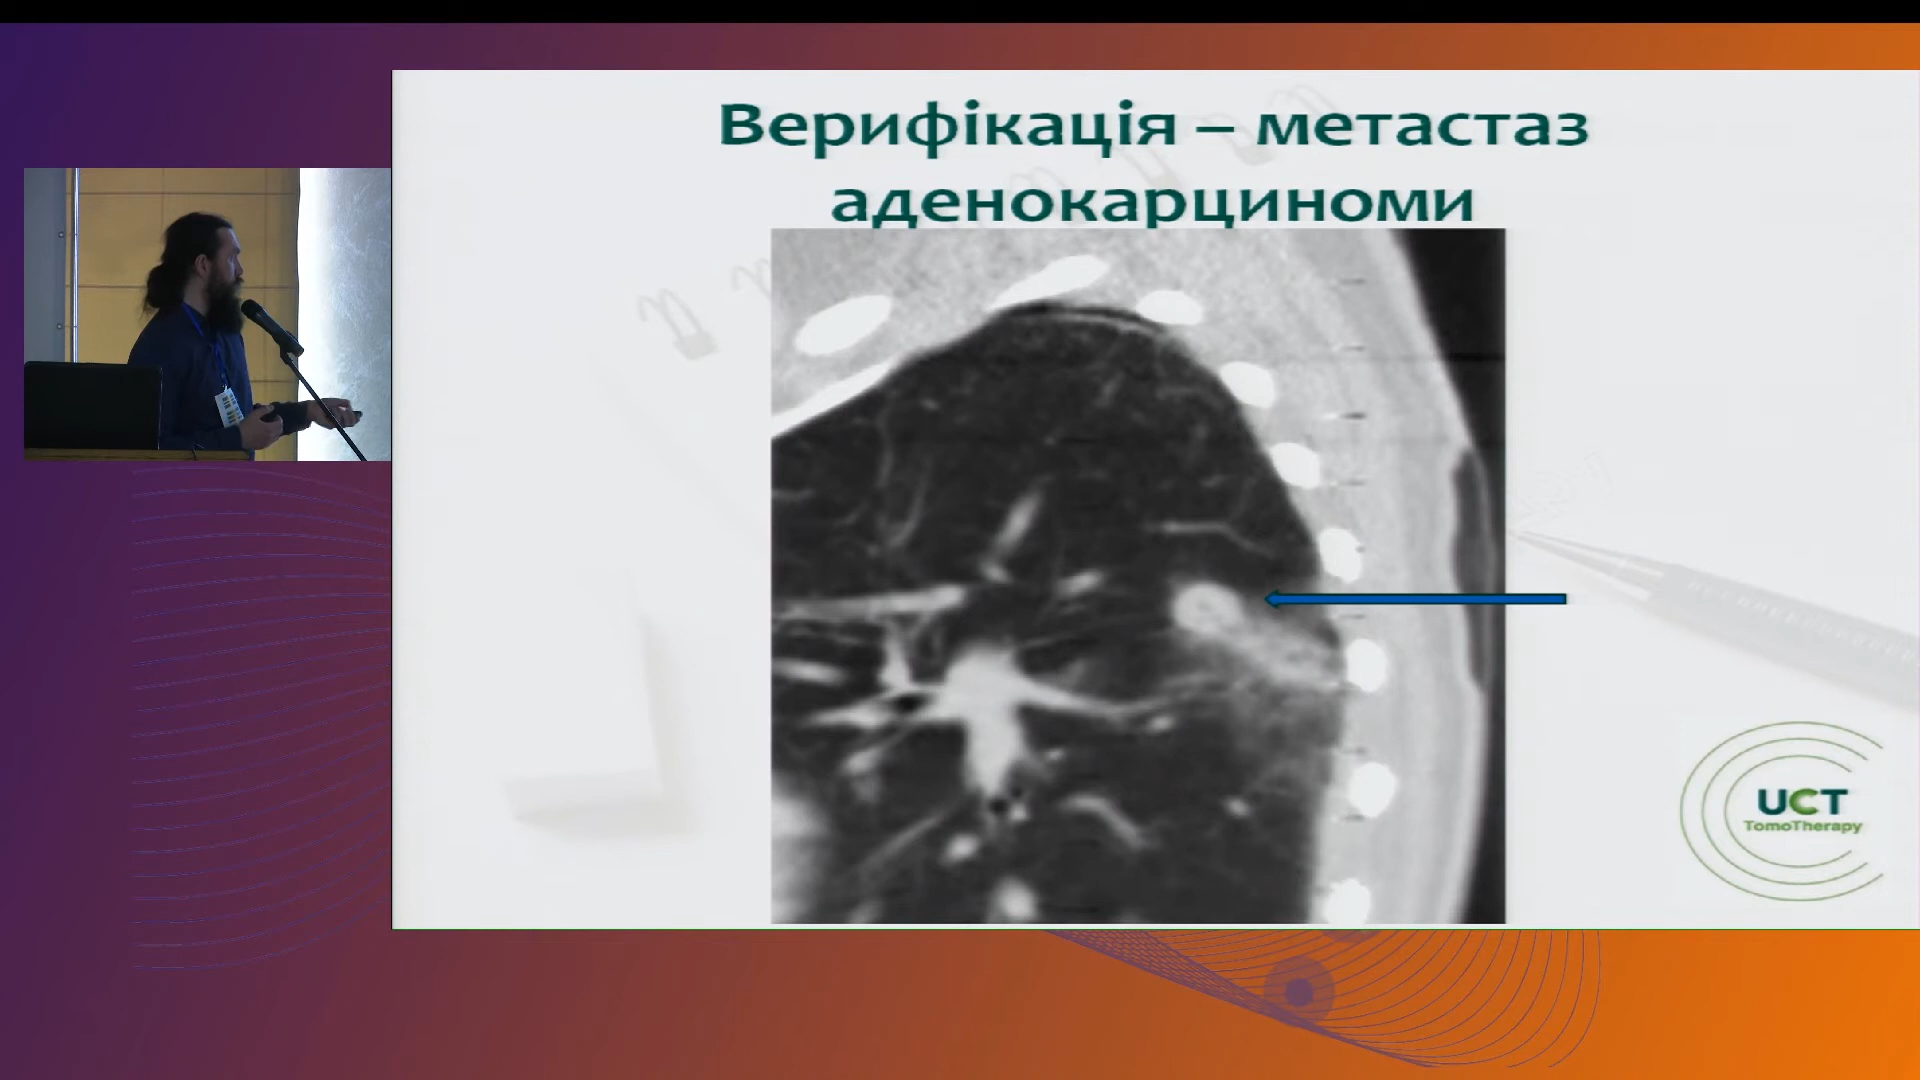 Верифікація – метастаз
аденокарциноми
UCT
TomoTherapy